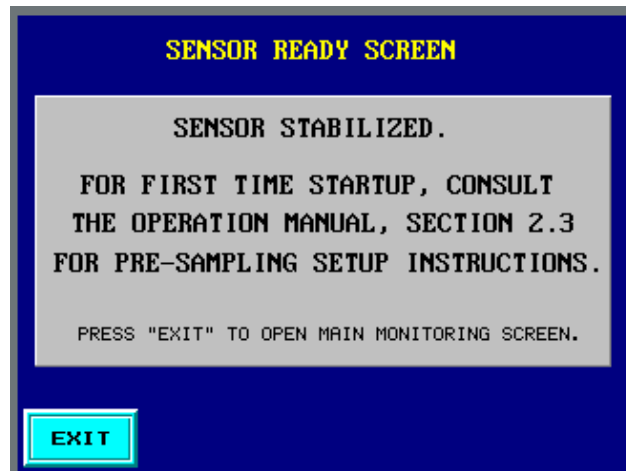 SENSOR READY SCREEN
SENSOR STABILIZED.
FOR FIRST TIME STARTUP, CONSULT
THE OPERATION MANUAL, SECTION 2.3
FOR PRE-SAMPLING SETUP INSTRUCTIONS.
PRESS "EXIT" TO OPEN MAIN MONITORING SCREEN.
EXIT